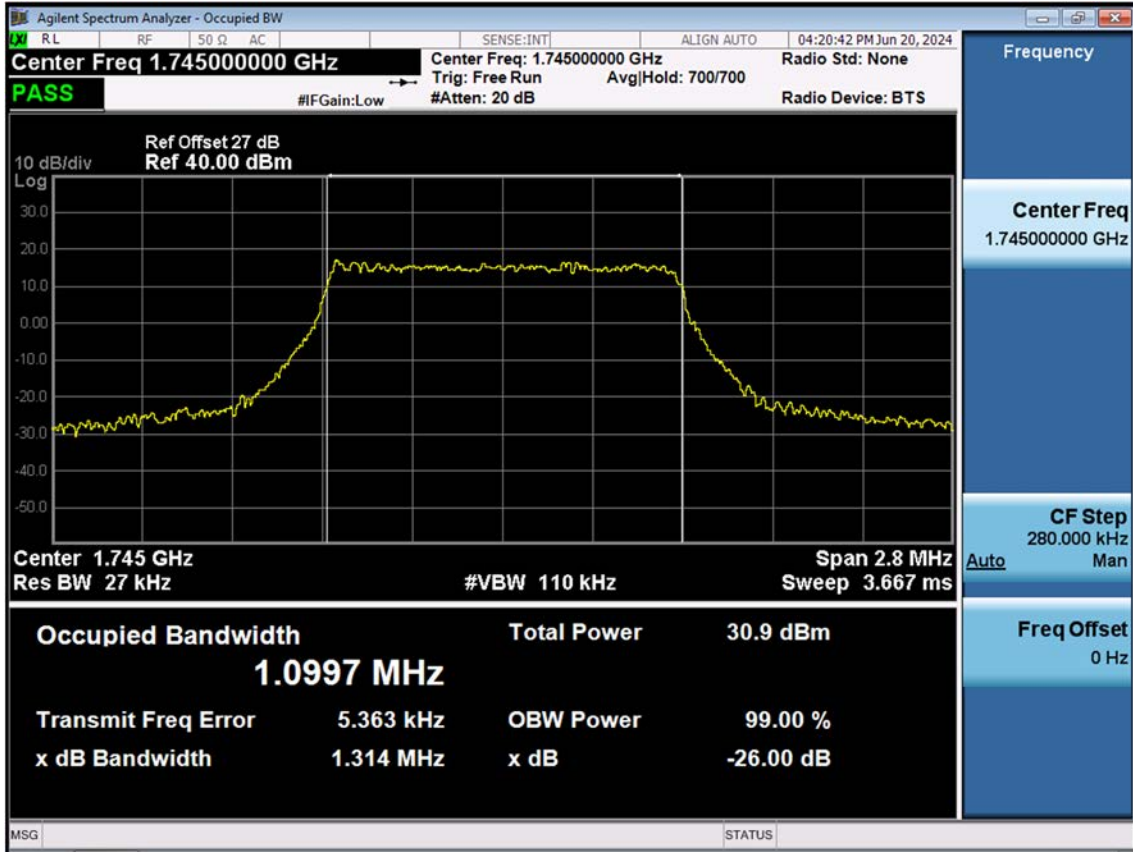 Agilent Spectrum Analyzer - Occupied BW
LXI RL RF 50 Ω AC SENSE:INT ALIGN AUTO 04:20:42 PM Jun 20, 2024
Center Freq 1.745000000 GHz
Center Freq: 1.745000000 GHz Radio Std: None
Trig: Free Run Avg|Hold: 700/700
PASS
#IFGain:Low #Atten: 20 dB Radio Device: BTS
Frequency
Ref Offset 27 dB
10 dB/div Ref 40.00 dBm
Log
30.0
20.0
10.0
0.00
-10.0
-20.0
-30.0
-40.0
-50.0
Center 1.745 GHz Span 2.8 MHz
Res BW 27 kHz #VBW 110 kHz Sweep 3.667 ms
Occupied Bandwidth Total Power 30.9 dBm
1.0997 MHz
Transmit Freq Error 5.363 kHz OBW Power 99.00 %
x dB Bandwidth 1.314 MHz x dB -26.00 dB
Center Freq
1.745000000 GHz
CF Step
280.000 kHz
Auto Man
Freq Offset
0 Hz
MSG STATUS